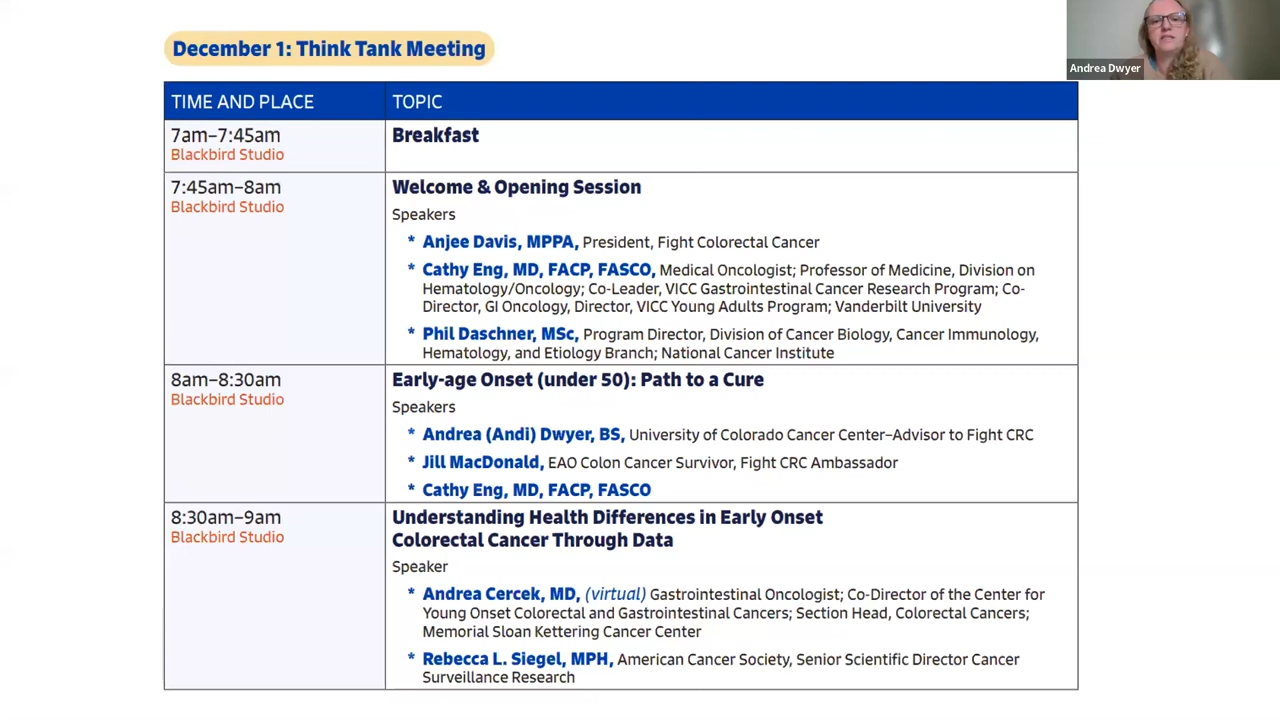 December 1: Think Tank Meeting
Andrea Dwyer
TIME AND PLACE
TOPIC
7am–7:45am
Blackbird Studio
Breakfast
7:45am–8am
Blackbird Studio
Welcome & Opening Session
Speakers
* Anjee Davis, MPPA, President, Fight Colorectal Cancer
* Cathy Eng, MD, FACP, FASCO, Medical Oncologist; Professor of Medicine, Division on
Hematology/Oncology; Co-Leader, VICC Gastrointestinal Cancer Research Program; Co-
Director, GI Oncology, Director, VICC Young Adults Program; Vanderbilt University
* Phil Daschner, MSc, Program Director, Division of Cancer Biology, Cancer Immunology,
Hematology, and Etiology Branch; National Cancer Institute
8am–8:30am
Blackbird Studio
Early-age Onset (under 50): Path to a Cure
Speakers
* Andrea (Andi) Dwyer, BS, University of Colorado Cancer Center–Advisor to Fight CRC
* Jill MacDonald, EAO Colon Cancer Survivor, Fight CRC Ambassador
* Cathy Eng, MD, FACP, FASCO
8:30am–9am
Blackbird Studio
Understanding Health Differences in Early Onset
Colorectal Cancer Through Data
Speaker
* Andrea Cercek, MD, (virtual) Gastrointestinal Oncologist; Co-Director of the Center for
Young Onset Colorectal and Gastrointestinal Cancers; Section Head, Colorectal Cancers;
Memorial Sloan Kettering Cancer Center
* Rebecca L. Siegel, MPH, American Cancer Society, Senior Scientific Director Cancer
Surveillance Research